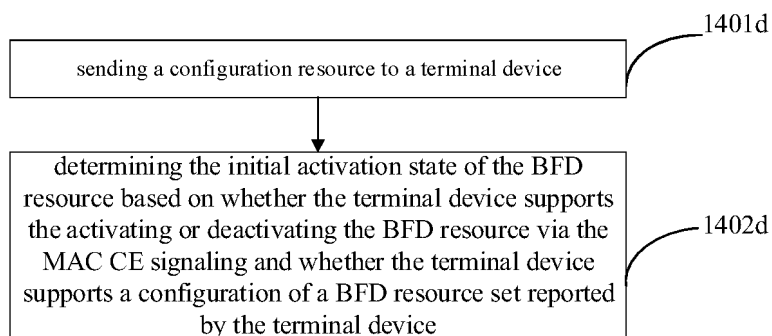 1401d
sending a configuration resource to a terminal device
determining the initial activation state of the BFD
resource based on whether the terminal device supports
the activating or deactivating the BFD resource via the
MAC CE signaling and whether the terminal device
supports a configuration of a BFD resource set reported
by the terminal device
1402d